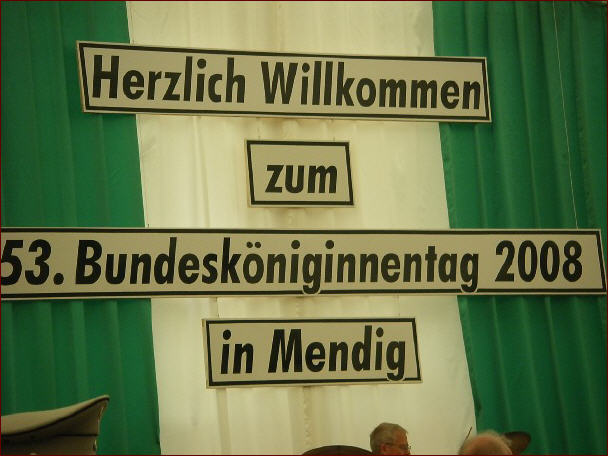 Herzlich Willkommen
zum
53. Bundesköniginnentag 2008
in Mendig